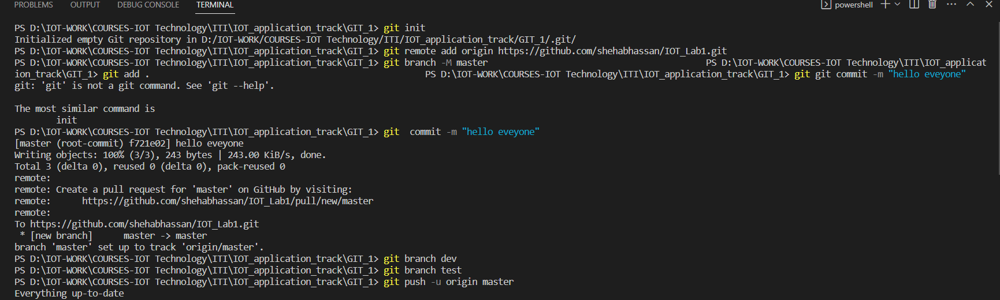 PROBLEMS OUTPUT DEBUG CONSOLE TERMINAL powershell
PS D:\IOT-WORK\COURSES-IOT Technology\ITI\IOT_application_track\GIT_1> git init
Initialized empty Git repository in D:/IOT-WORK/COURSES-IOT Technology/ITI/IOT_application_track/GIT_1/.git/
PS D:\IOT-WORK\COURSES-IOT Technology\ITI\IOT_application_track\GIT_1> git remote add origin https://github.com/shehabhassan/IOT_Lab1.git
PS D:\IOT-WORK\COURSES-IOT Technology\ITI\IOT_application_track\GIT_1> git branch -M master PS D:\IOT-WORK\COURSES-IOT Technology\ITI\IOT_applicat
ion_track\GIT_1> git add . PS D:\IOT-WORK\COURSES-IOT Technology\ITI\IOT_application_track\GIT_1> git git commit -m "hello eveyone"
git: 'git' is not a git command. See 'git --help'.
The most similar command is
init
PS D:\IOT-WORK\COURSES-IOT Technology\ITI\IOT_application_track\GIT_1> git  commit -m "hello eveyone"
[master (root-commit) f721e02] hello eveyone
Writing objects: 100% (3/3), 243 bytes | 243.00 KiB/s, done.
Total 3 (delta 0), reused 0 (delta 0), pack-reused 0
remote:
remote: Create a pull request for 'master' on GitHub by visiting:
remote:      https://github.com/shehabhassan/IOT_Lab1/pull/new/master
remote:
To https://github.com/shehabhassan/IOT_Lab1.git
* [new branch]      master -> master
branch 'master' set up to track 'origin/master'.
PS D:\IOT-WORK\COURSES-IOT Technology\ITI\IOT_application_track\GIT_1> git branch dev
PS D:\IOT-WORK\COURSES-IOT Technology\ITI\IOT_application_track\GIT_1> git branch test
PS D:\IOT-WORK\COURSES-IOT Technology\ITI\IOT_application_track\GIT_1> git push -u origin master
Everything up-to-date